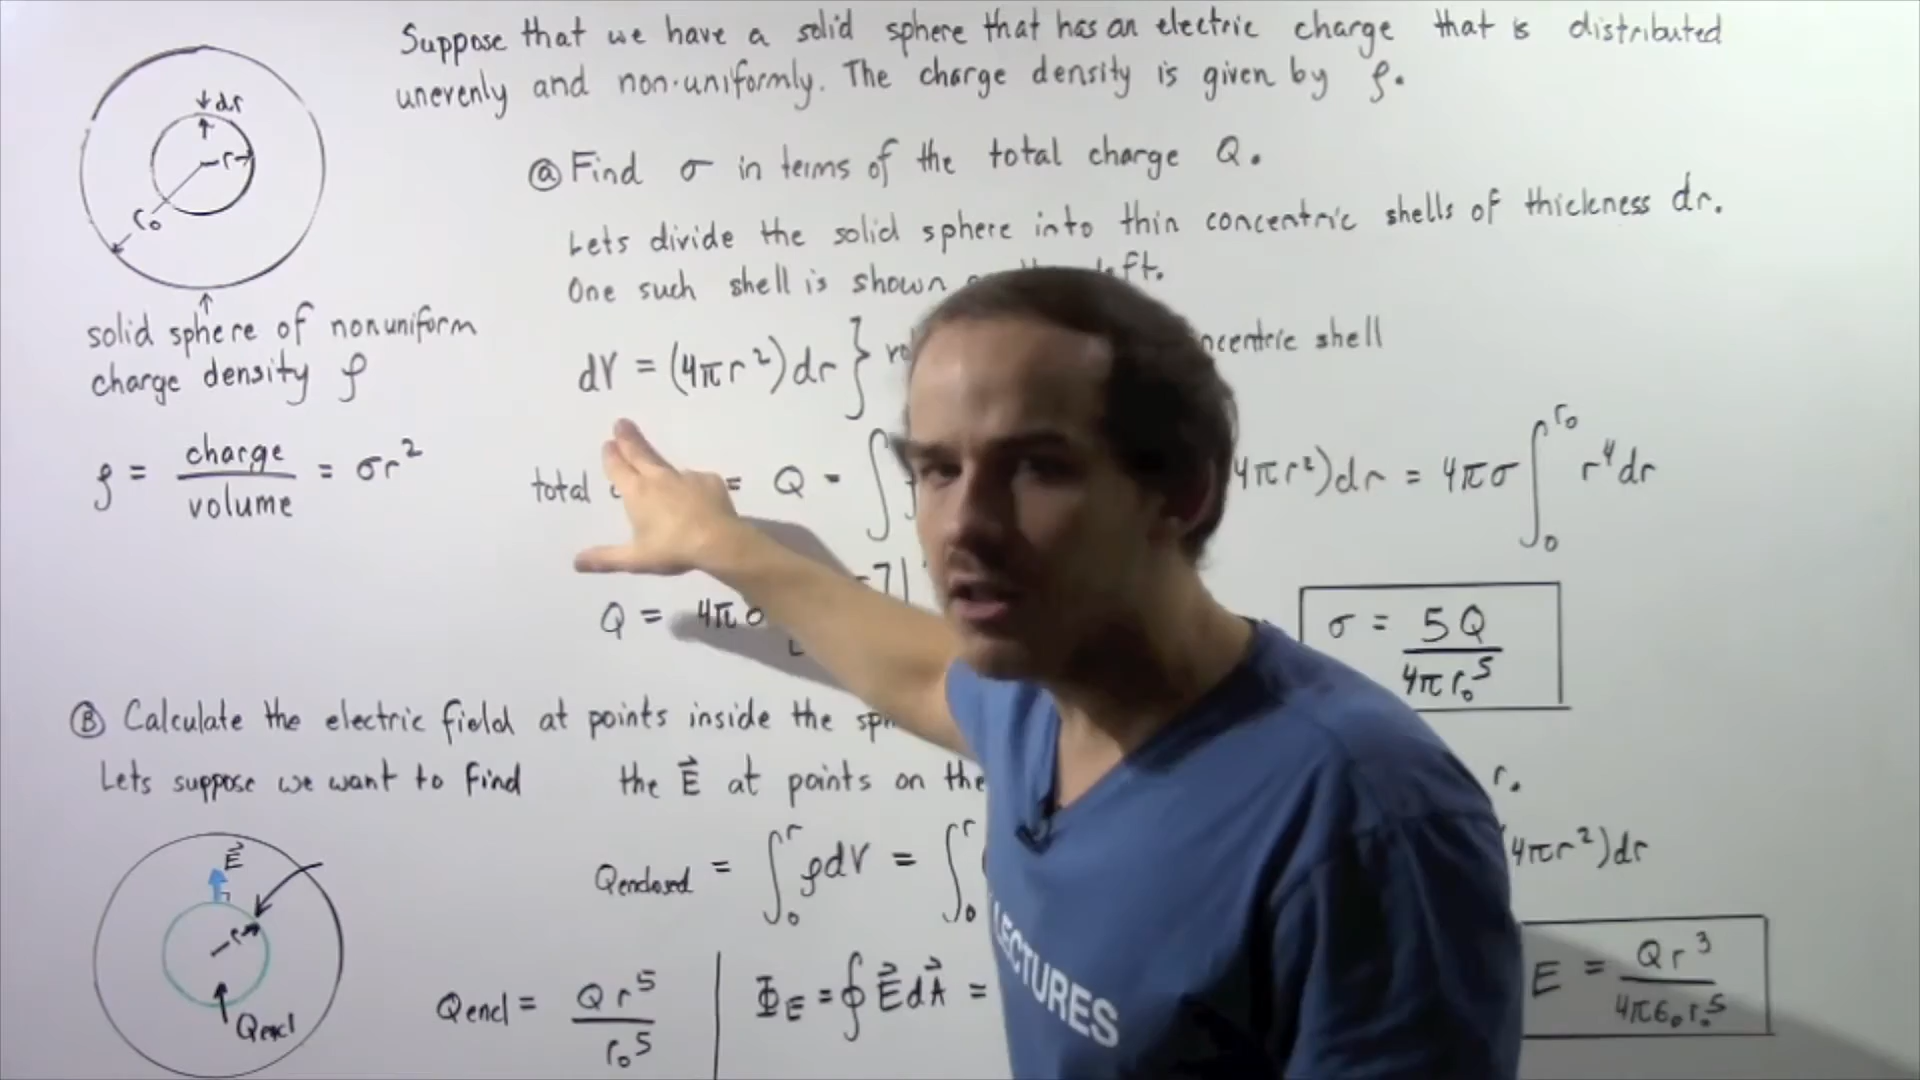 Suppose that we have a solid sphere that has an electric charge that is distributed
unevenly and non-uniformly. The charge density is given by ρ.
dr
r
r₀
solid sphere of nonuniform
charge density ρ
ρ = charge/volume = σr²
Ⓐ Find σ in terms of the total charge Q.
Lets divide the solid sphere into thin concentric shells of thickness dr.
One such shell is shown left.
dV = (4πr²)dr } concentric shell
total = Q = ∫ 4πr²)dr = 4πσ ∫₀^r₀ r⁴dr
Q = 4πσ
σ = 5Q/4πr₀⁵
Ⓑ Calculate the electric field at points inside the
Lets suppose we want to find the E⃗ at points on the r.
E⃗
r
Qencl
Qenclosed = ∫₀^r ρdV = ∫₀^r (4πr²)dr
Qencl = Qr⁵/r₀⁵
Φ_E = ∮E⃗dA⃗ =
E = Qr³/4πϵ₀r₀⁵
LECTURES